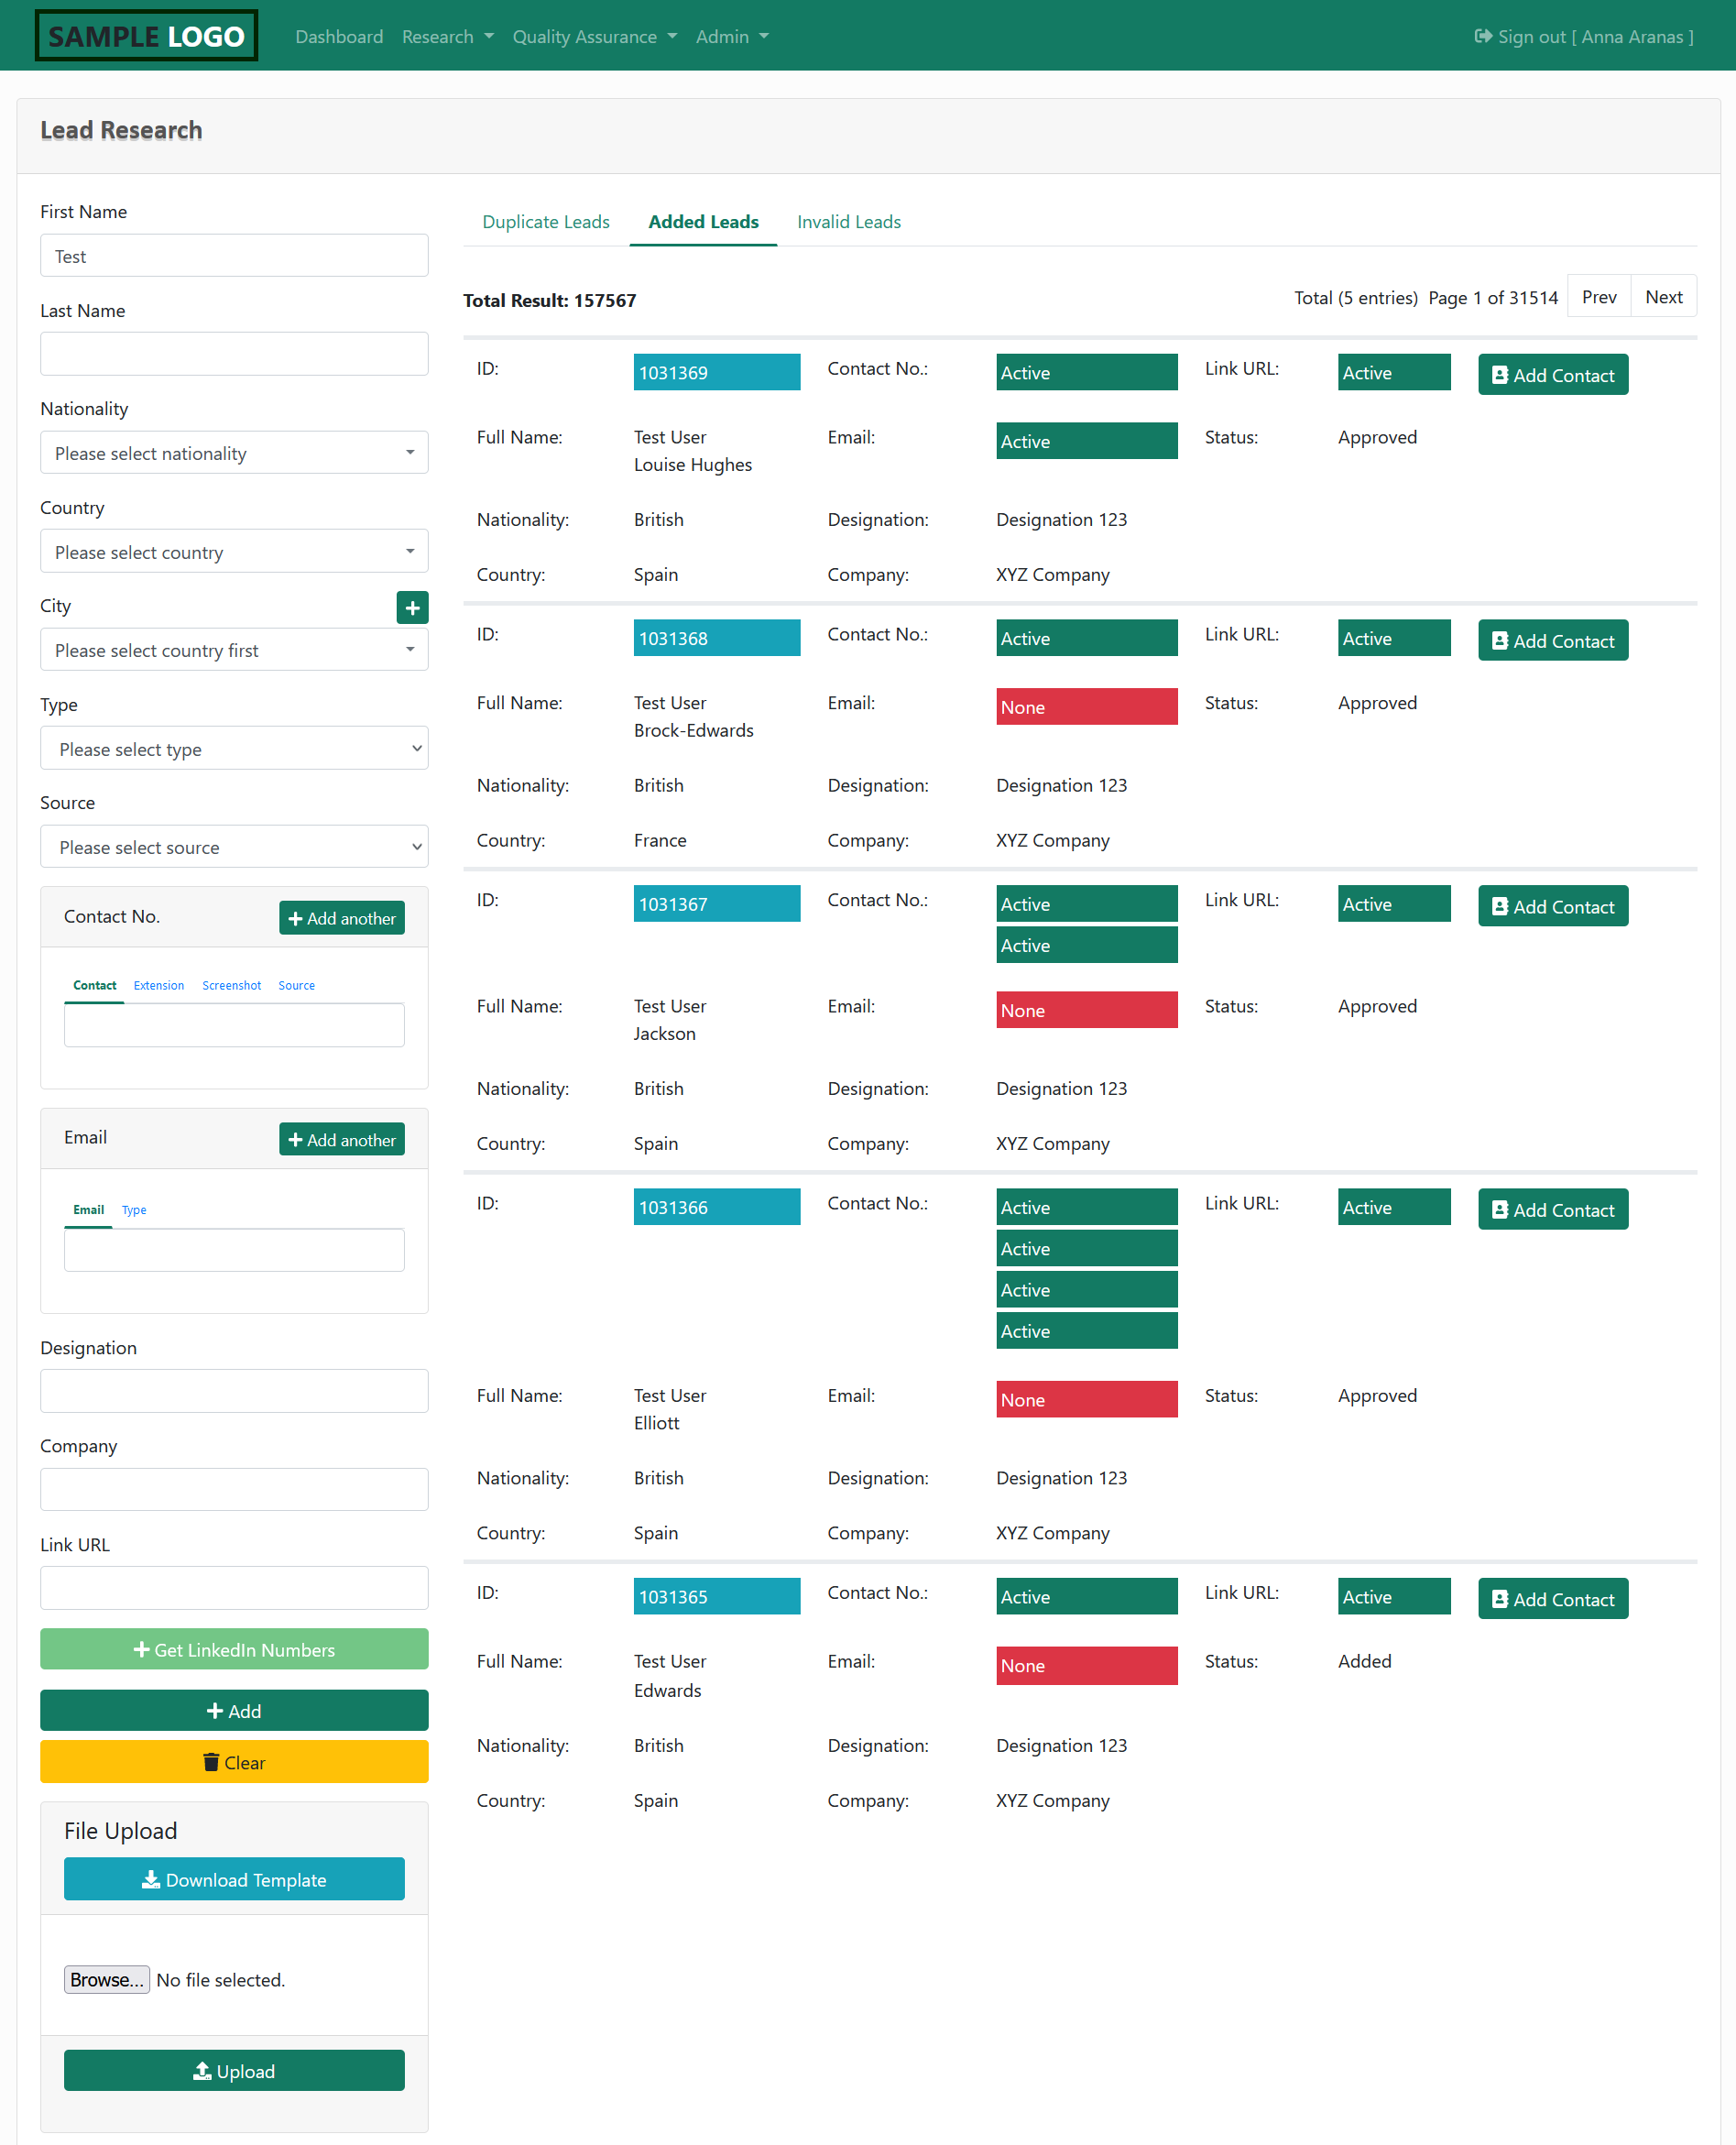 SAMPLE LOGO
Dashboard Research Quality Assurance Admin
Sign out [ Anna Aranas ]
Lead Research
First Name
Test
Last Name
Nationality
Please select nationality
Country
Please select country
City
Please select country first
Type
Please select type
Source
Please select source
Contact No.
Add another
Contact Extension Screenshot Source
Email
Add another
Email Type
Designation
Company
Link URL
Get LinkedIn Numbers
Add
Clear
File Upload
Download Template
Browse... No file selected.
Upload
Duplicate Leads Added Leads Invalid Leads
Total Result: 157567
Total (5 entries) Page 1 of 31514 Prev Next
ID: 1031369 Contact No.: Active Link URL: Active Add Contact
Full Name: Test User Email: Active Status: Approved
Louise Hughes
Nationality: British Designation: Designation 123
Country: Spain Company: XYZ Company
ID: 1031368 Contact No.: Active Link URL: Active Add Contact
Full Name: Test User Email: None Status: Approved
Brock-Edwards
Nationality: British Designation: Designation 123
Country: France Company: XYZ Company
ID: 1031367 Contact No.: Active Link URL: Active Add Contact
Active
Full Name: Test User Email: None Status: Approved
Jackson
Nationality: British Designation: Designation 123
Country: Spain Company: XYZ Company
ID: 1031366 Contact No.: Active Link URL: Active Add Contact
Active
Active
Active
Full Name: Test User Email: None Status: Approved
Elliott
Nationality: British Designation: Designation 123
Country: Spain Company: XYZ Company
ID: 1031365 Contact No.: Active Link URL: Active Add Contact
Full Name: Test User Email: None Status: Added
Edwards
Nationality: British Designation: Designation 123
Country: Spain Company: XYZ Company